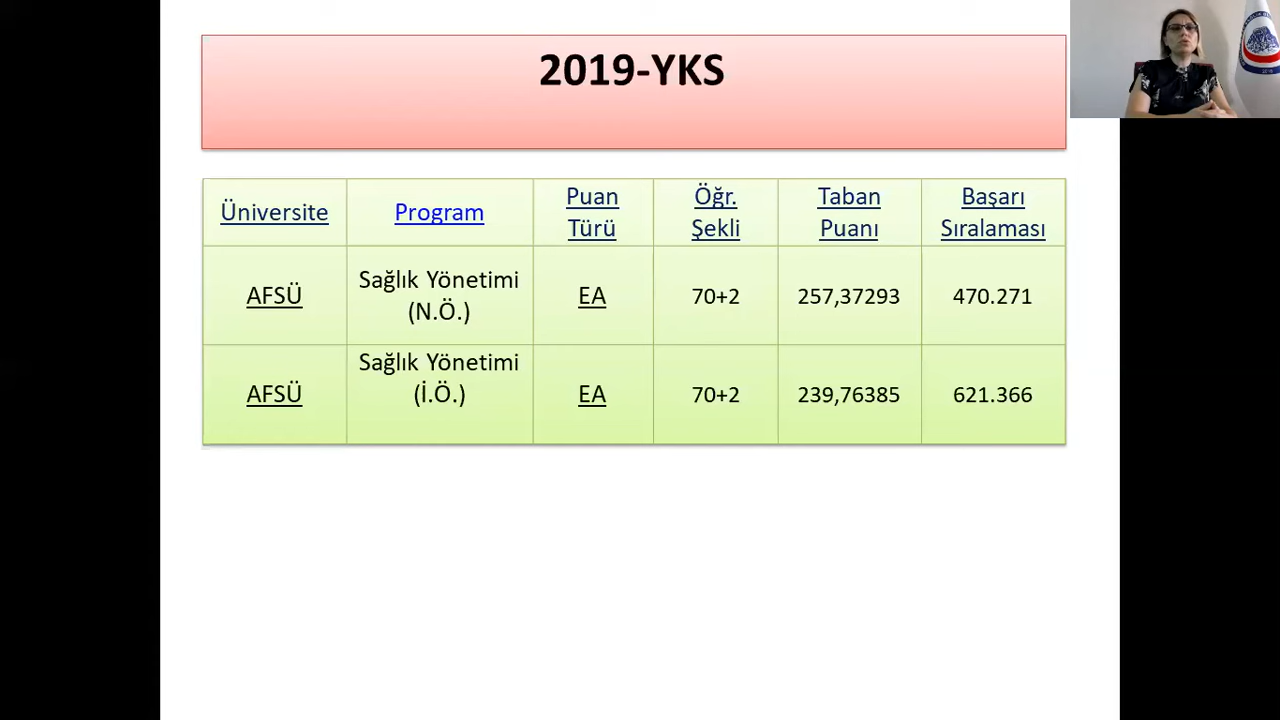 2019-YKS
Üniversite
Program
Puan
Türü
Öğr.
Şekli
Taban
Puanı
Başarı
Sıralaması
AFSÜ
Sağlık Yönetimi
(N.Ö.)
EA
70+2
257,37293
470.271
AFSÜ
Sağlık Yönetimi
(İ.Ö.)
EA
70+2
239,76385
621.366